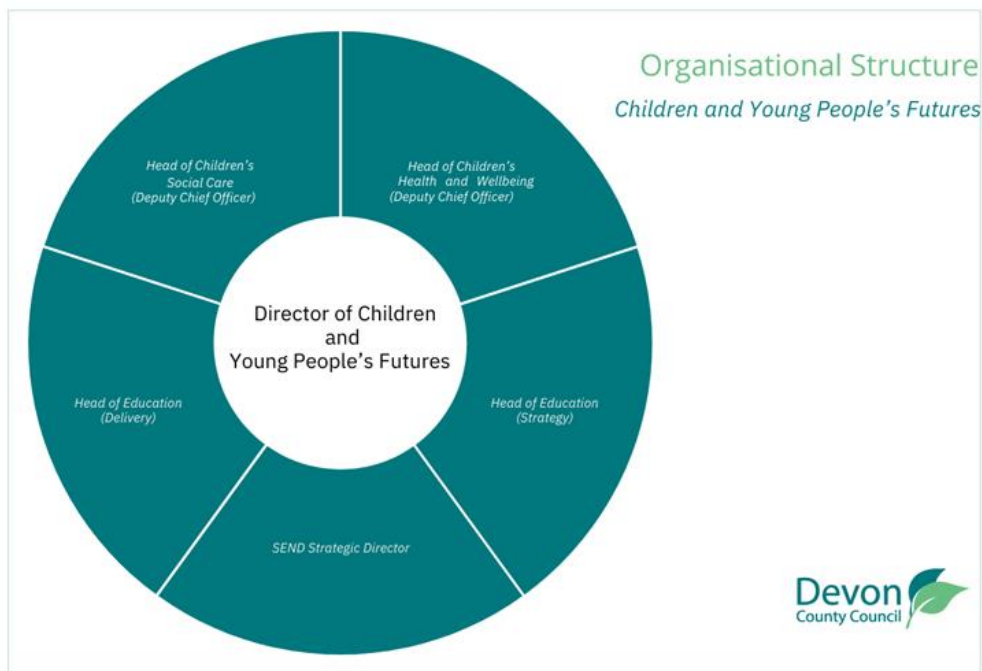 Organisational Structure
Children and Young People's Futures
Head of Children's
Social Care
(Deputy Chief Officer)
Head of Children's
Health and Wellbeing
(Deputy Chief Officer)
Director of Children
and
Young People's Futures
Head of Education
(Delivery)
Head of Education
(Strategy)
SEND Strategic Director
Devon
County Council